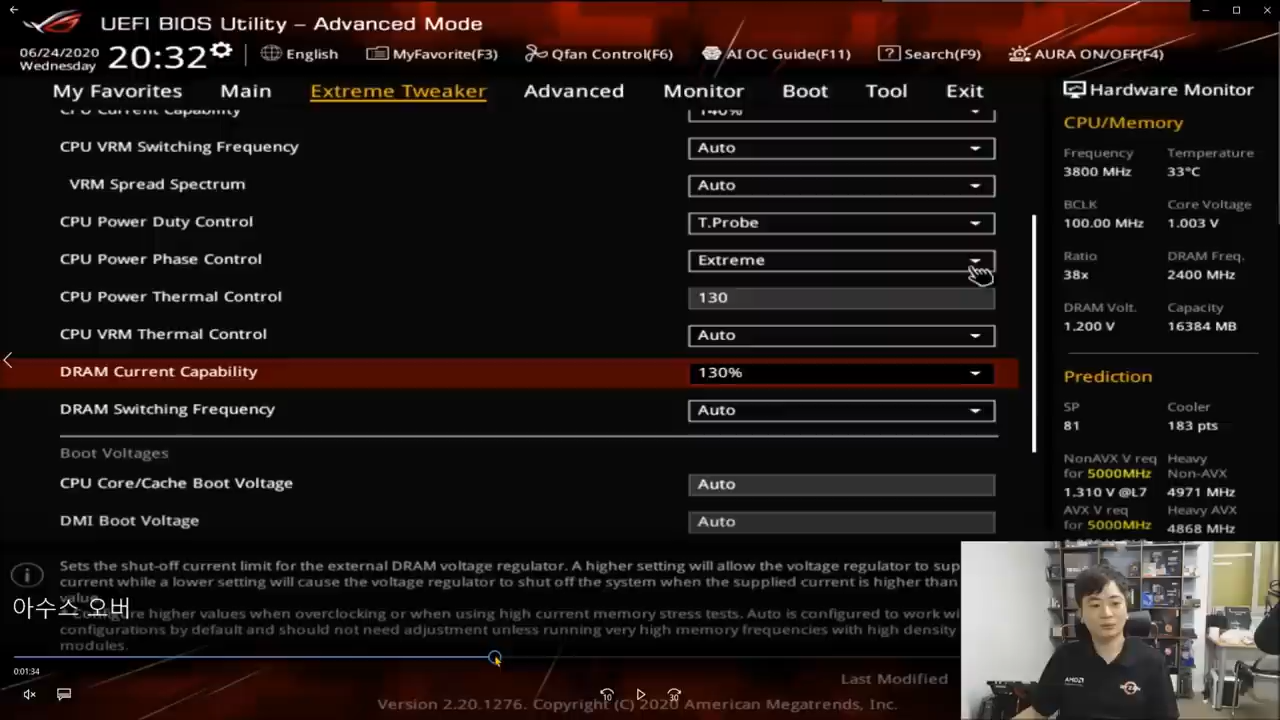 UEFI BIOS Utility – Advanced Mode
06/24/2020
Wednesday
20:32
English
MyFavorite(F3)
Qfan Control(F6)
AI OC Guide(F11)
Search(F9)
AURA ON/OFF(F4)
My Favorites Main Extreme Tweaker Advanced Monitor Boot Tool Exit
Hardware Monitor
CPU Current Capability 140%
CPU VRM Switching Frequency Auto
VRM Spread Spectrum Auto
CPU Power Duty Control T.Probe
CPU Power Phase Control Extreme
CPU Power Thermal Control 130
CPU VRM Thermal Control Auto
DRAM Current Capability 130%
DRAM Switching Frequency Auto
Boot Voltages
CPU Core/Cache Boot Voltage Auto
DMI Boot Voltage Auto
CPU/Memory
Frequency Temperature
3800 MHz 33°C
BCLK Core Voltage
100.00 MHz 1.003 V
Ratio DRAM Freq.
38x 2400 MHz
DRAM Volt. Capacity
1.200 V 16384 MB
Prediction
SP Cooler
81 183 pts
NonAVX V req Heavy
for 5000MHz Non-AVX
1.310 V @L7 4971 MHz
AVX V req Heavy AVX
for 5000MHz 4868 MHz
Sets the shut-off current limit for the external DRAM voltage regulator. A higher setting will allow the voltage regulator to sup
current while a lower setting will cause the voltage regulator to shut off the system when the supplied current is higher than
value.
아수스 오버
higher values when overclocking or when using high current memory stress tests. Auto is configured to work wi
configurations by default and should not need adjustment unless running very high memory frequencies with high density
modules.
0:01:34
10
30
Last Modified
Version 2.20.1276. Copyright (C) 2020 American Megatrends, Inc.
AMD